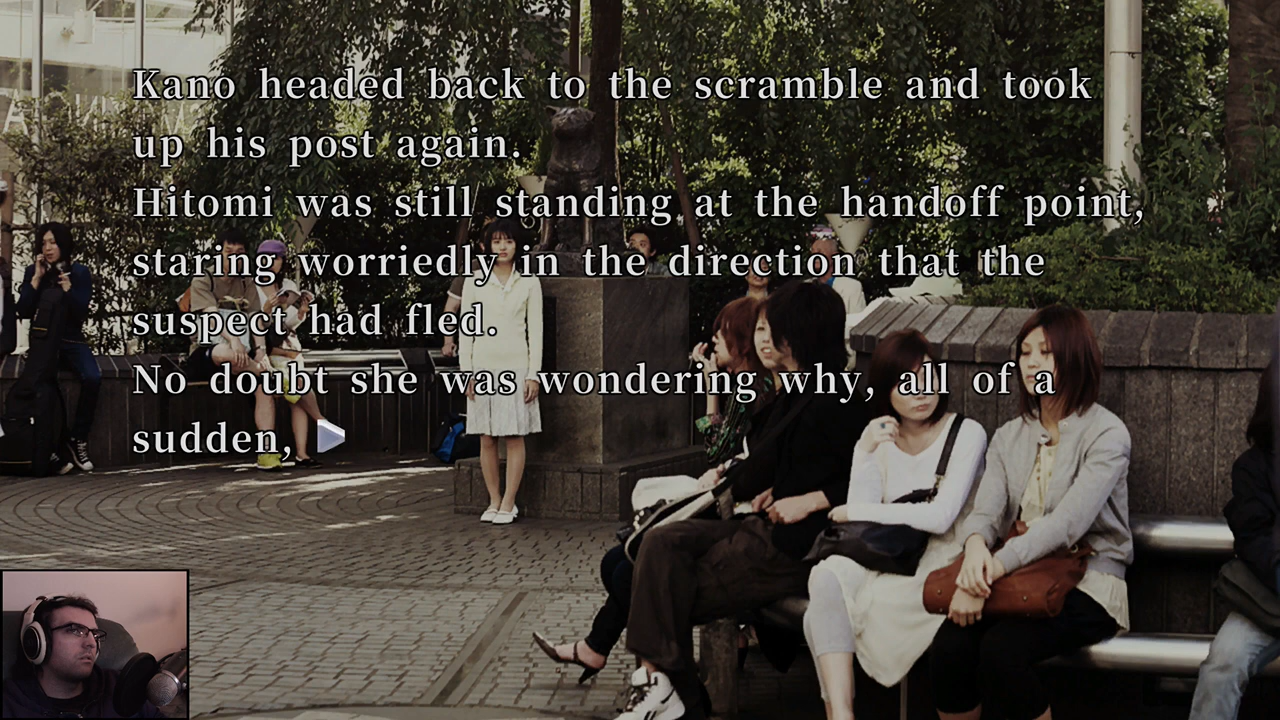 Kano headed back to the scramble and took
up his post again.
Hitomi was still standing at the handoff point,
staring worriedly in the direction that the
suspect had fled.
No doubt she was wondering why, all of a
sudden,